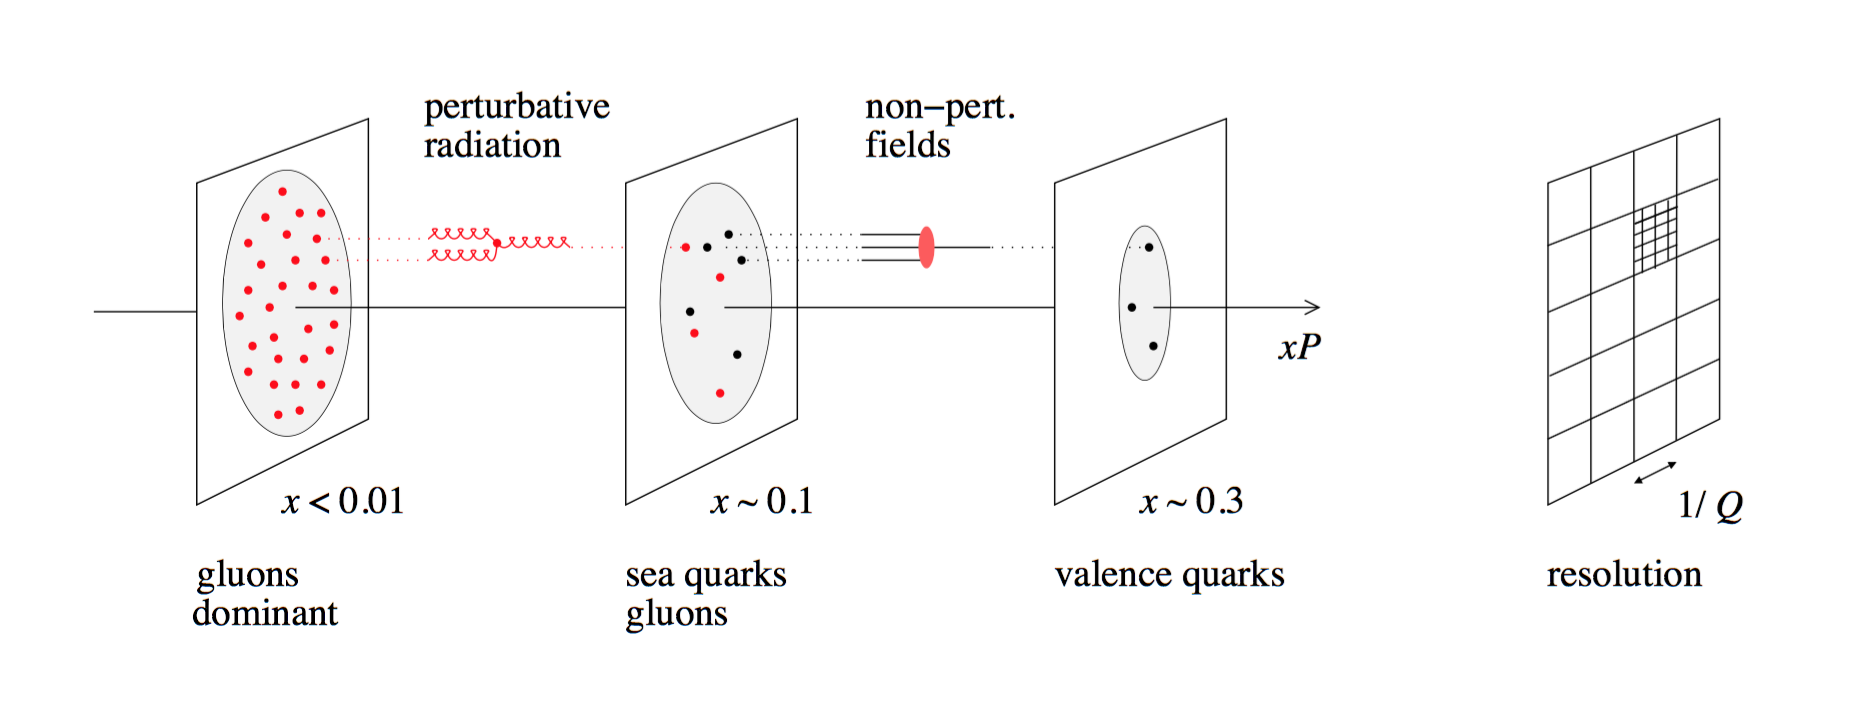 perturbative
radiation
non–pert.
fields
xP
x < 0.01
x ~ 0.1
x ~ 0.3
1/ Q
gluons
dominant
sea quarks
gluons
valence quarks
resolution